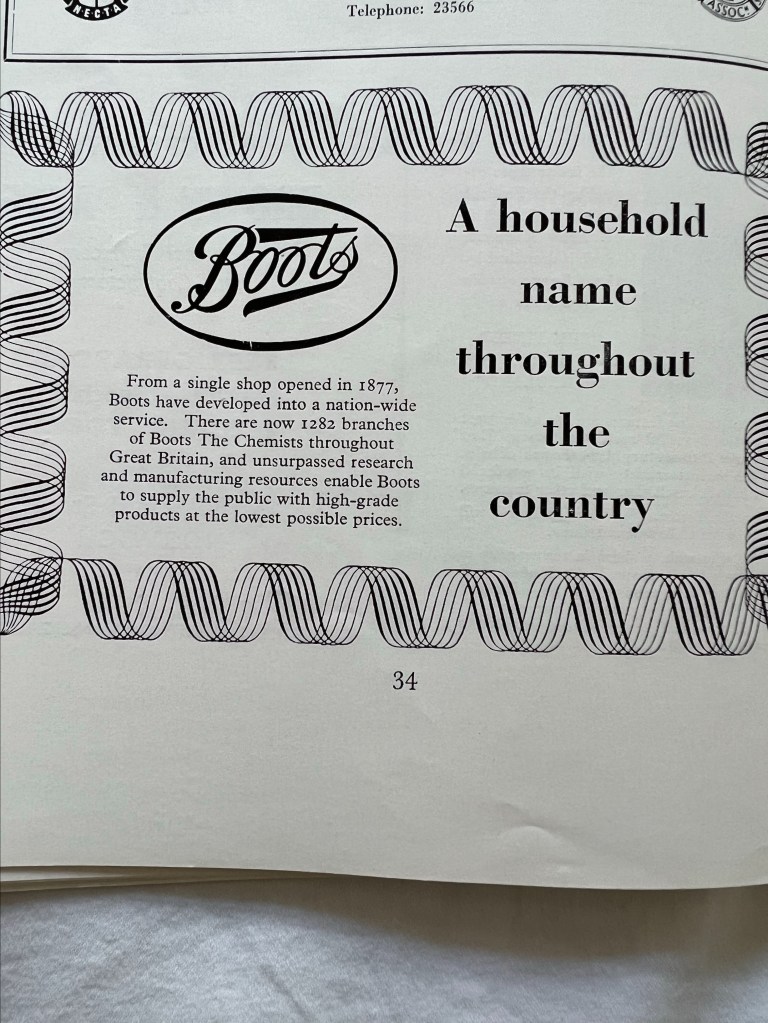 NECTA
Telephone: 23566
ASSOC
Boots
From a single shop opened in 1877,
Boots have developed into a nation-wide
service. There are now 1282 branches
of Boots The Chemists throughout
Great Britain, and unsurpassed research
and manufacturing resources enable Boots
to supply the public with high-grade
products at the lowest possible prices.
A household
name
throughout
the
country
34